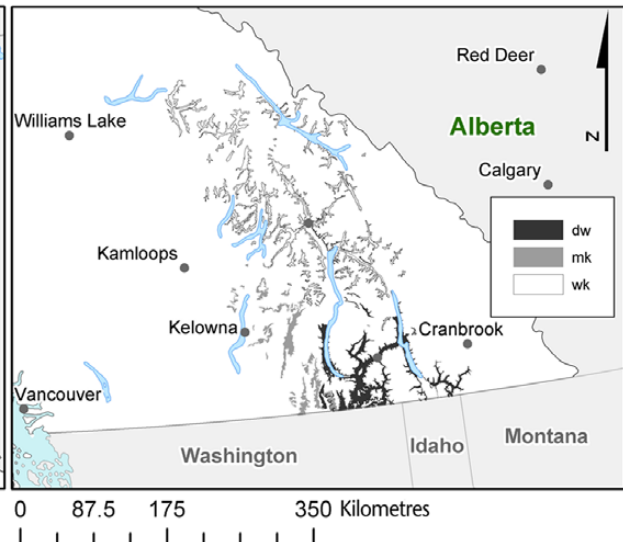 Red Deer
Alberta
Williams Lake
N
Calgary
dw
mk
wk
Kamloops
Kelowna
Cranbrook
Vancouver
Washington
Idaho
Montana
0 87.5 175 350 Kilometres